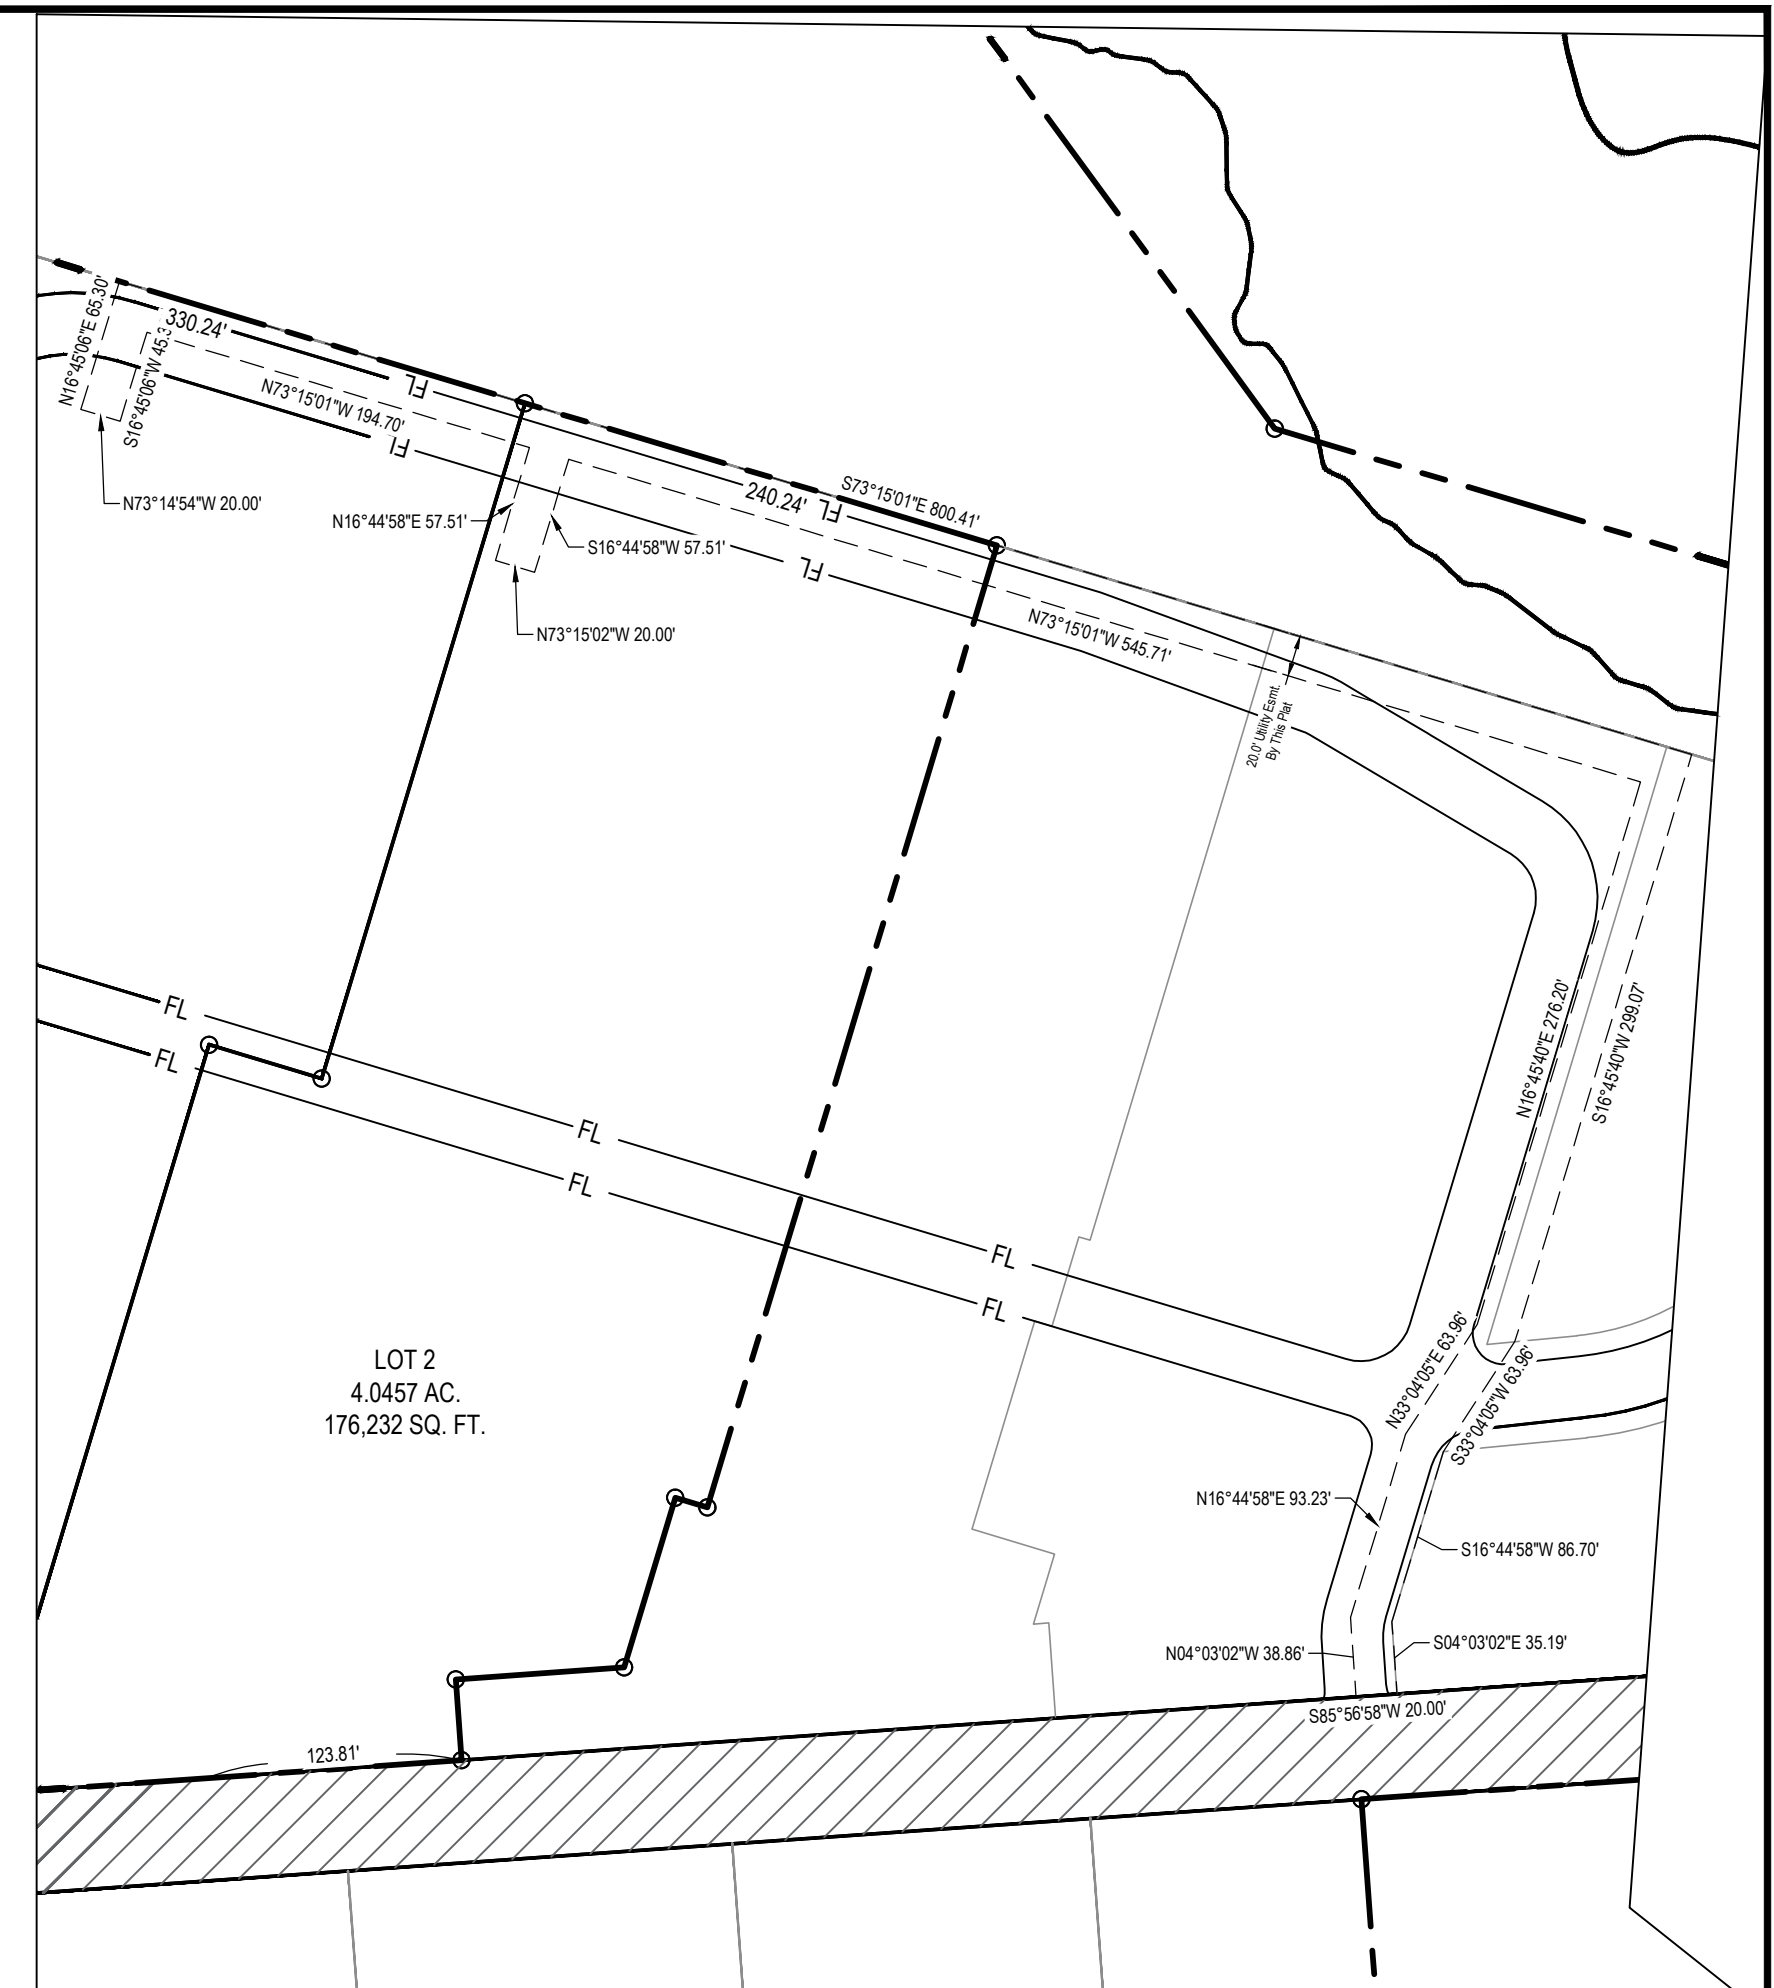 N16°45'06"E 65.30'
330.24'
S16°45'06"W 45.3
N73°15'01"W 194.70'
FL
FL
N73°14'54"W 20.00'
N16°44'58"E 57.51'
S16°44'58"W 57.51'
N73°15'02"W 20.00'
240.24'
S73°15'01"E 800.41'
FL
FL
N73°15'01"W 545.71'
20.0' Utility Esmt.
By This Plat
N16°45'40"E 276.20'
S16°45'40"W 299.07'
FL
FL
FL
FL
FL
FL
LOT 2
4.0457 AC.
176,232 SQ. FT.
N33°04'05"E 63.96'
S33°04'05"W 63.96'
N16°44'58"E 93.23'
S16°44'58"W 86.70'
N04°03'02"W 38.86'
S04°03'02"E 35.19'
S85°56'58"W 20.00'
123.81'